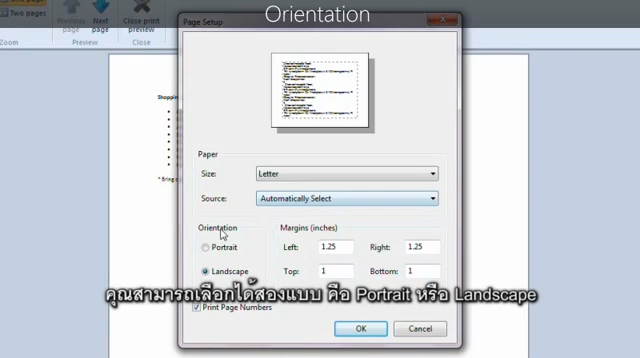 Orientation
Two pages
Previous page
Next page
Close print preview
Zoom
Preview
Close
Page Setup
Paper
Size:
Letter
Source:
Automatically Select
Orientation
Portrait
Landscape
Margins (inches)
Left:
1.25
Right:
1.25
Top:
1
Bottom:
1
คุณสามารถเลือกได้สองแบบ คือ Portrait หรือ Landscape
Print Page Numbers
OK
Cancel